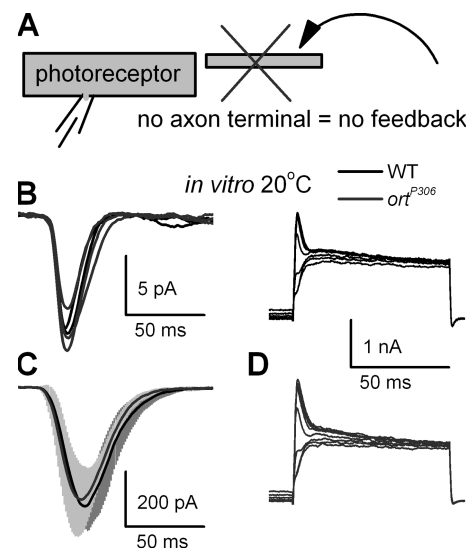 A
photoreceptor
no axon terminal = no feedback
B
in vitro 20°C
WT
ort^P306
5 pA
50 ms
1 nA
50 ms
C
D
200 pA
50 ms